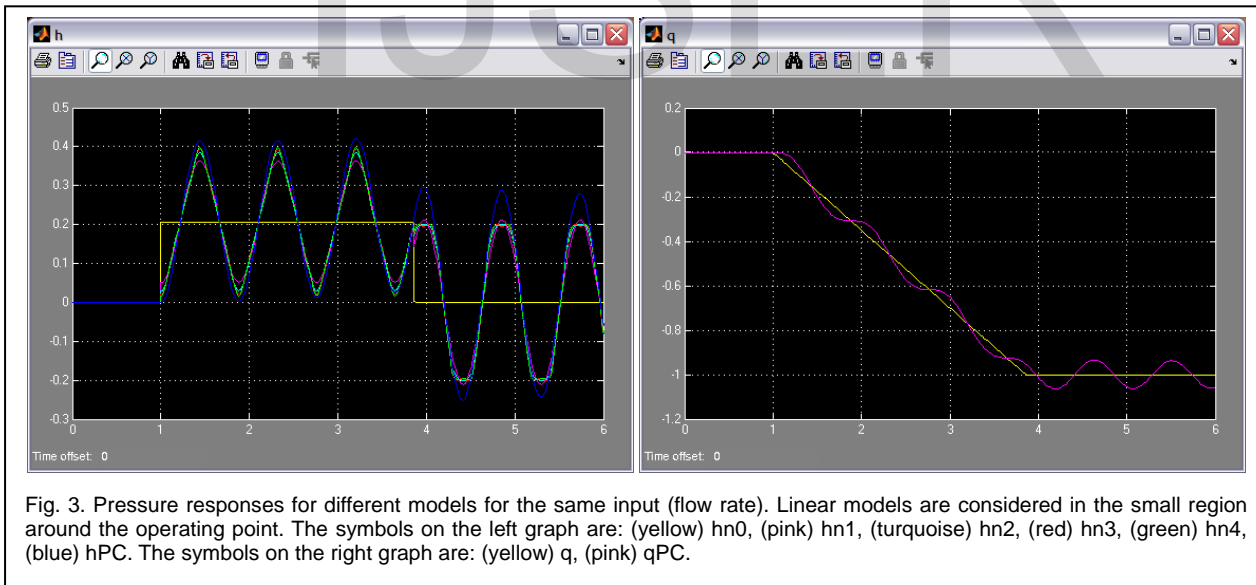 IJSER
h
0.5
0.4
0.3
0.2
0.1
0
-0.1
-0.2
-0.3
0 1 2 3 4 5 6
Time offset: 0
q
0.2
0
-0.2
-0.4
-0.6
-0.8
-1
-1.2
0 1 2 3 4 5 6
Time offset: 0
Fig. 3. Pressure responses for different models for the same input (flow rate). Linear models are considered in the small region
around the operating point. The symbols on the left graph are: (yellow) hn0, (pink) hn1, (turquoise) hn2, (red) hn3, (green) hn4,
(blue) hPC. The symbols on the right graph are: (yellow) q, (pink) qPC.